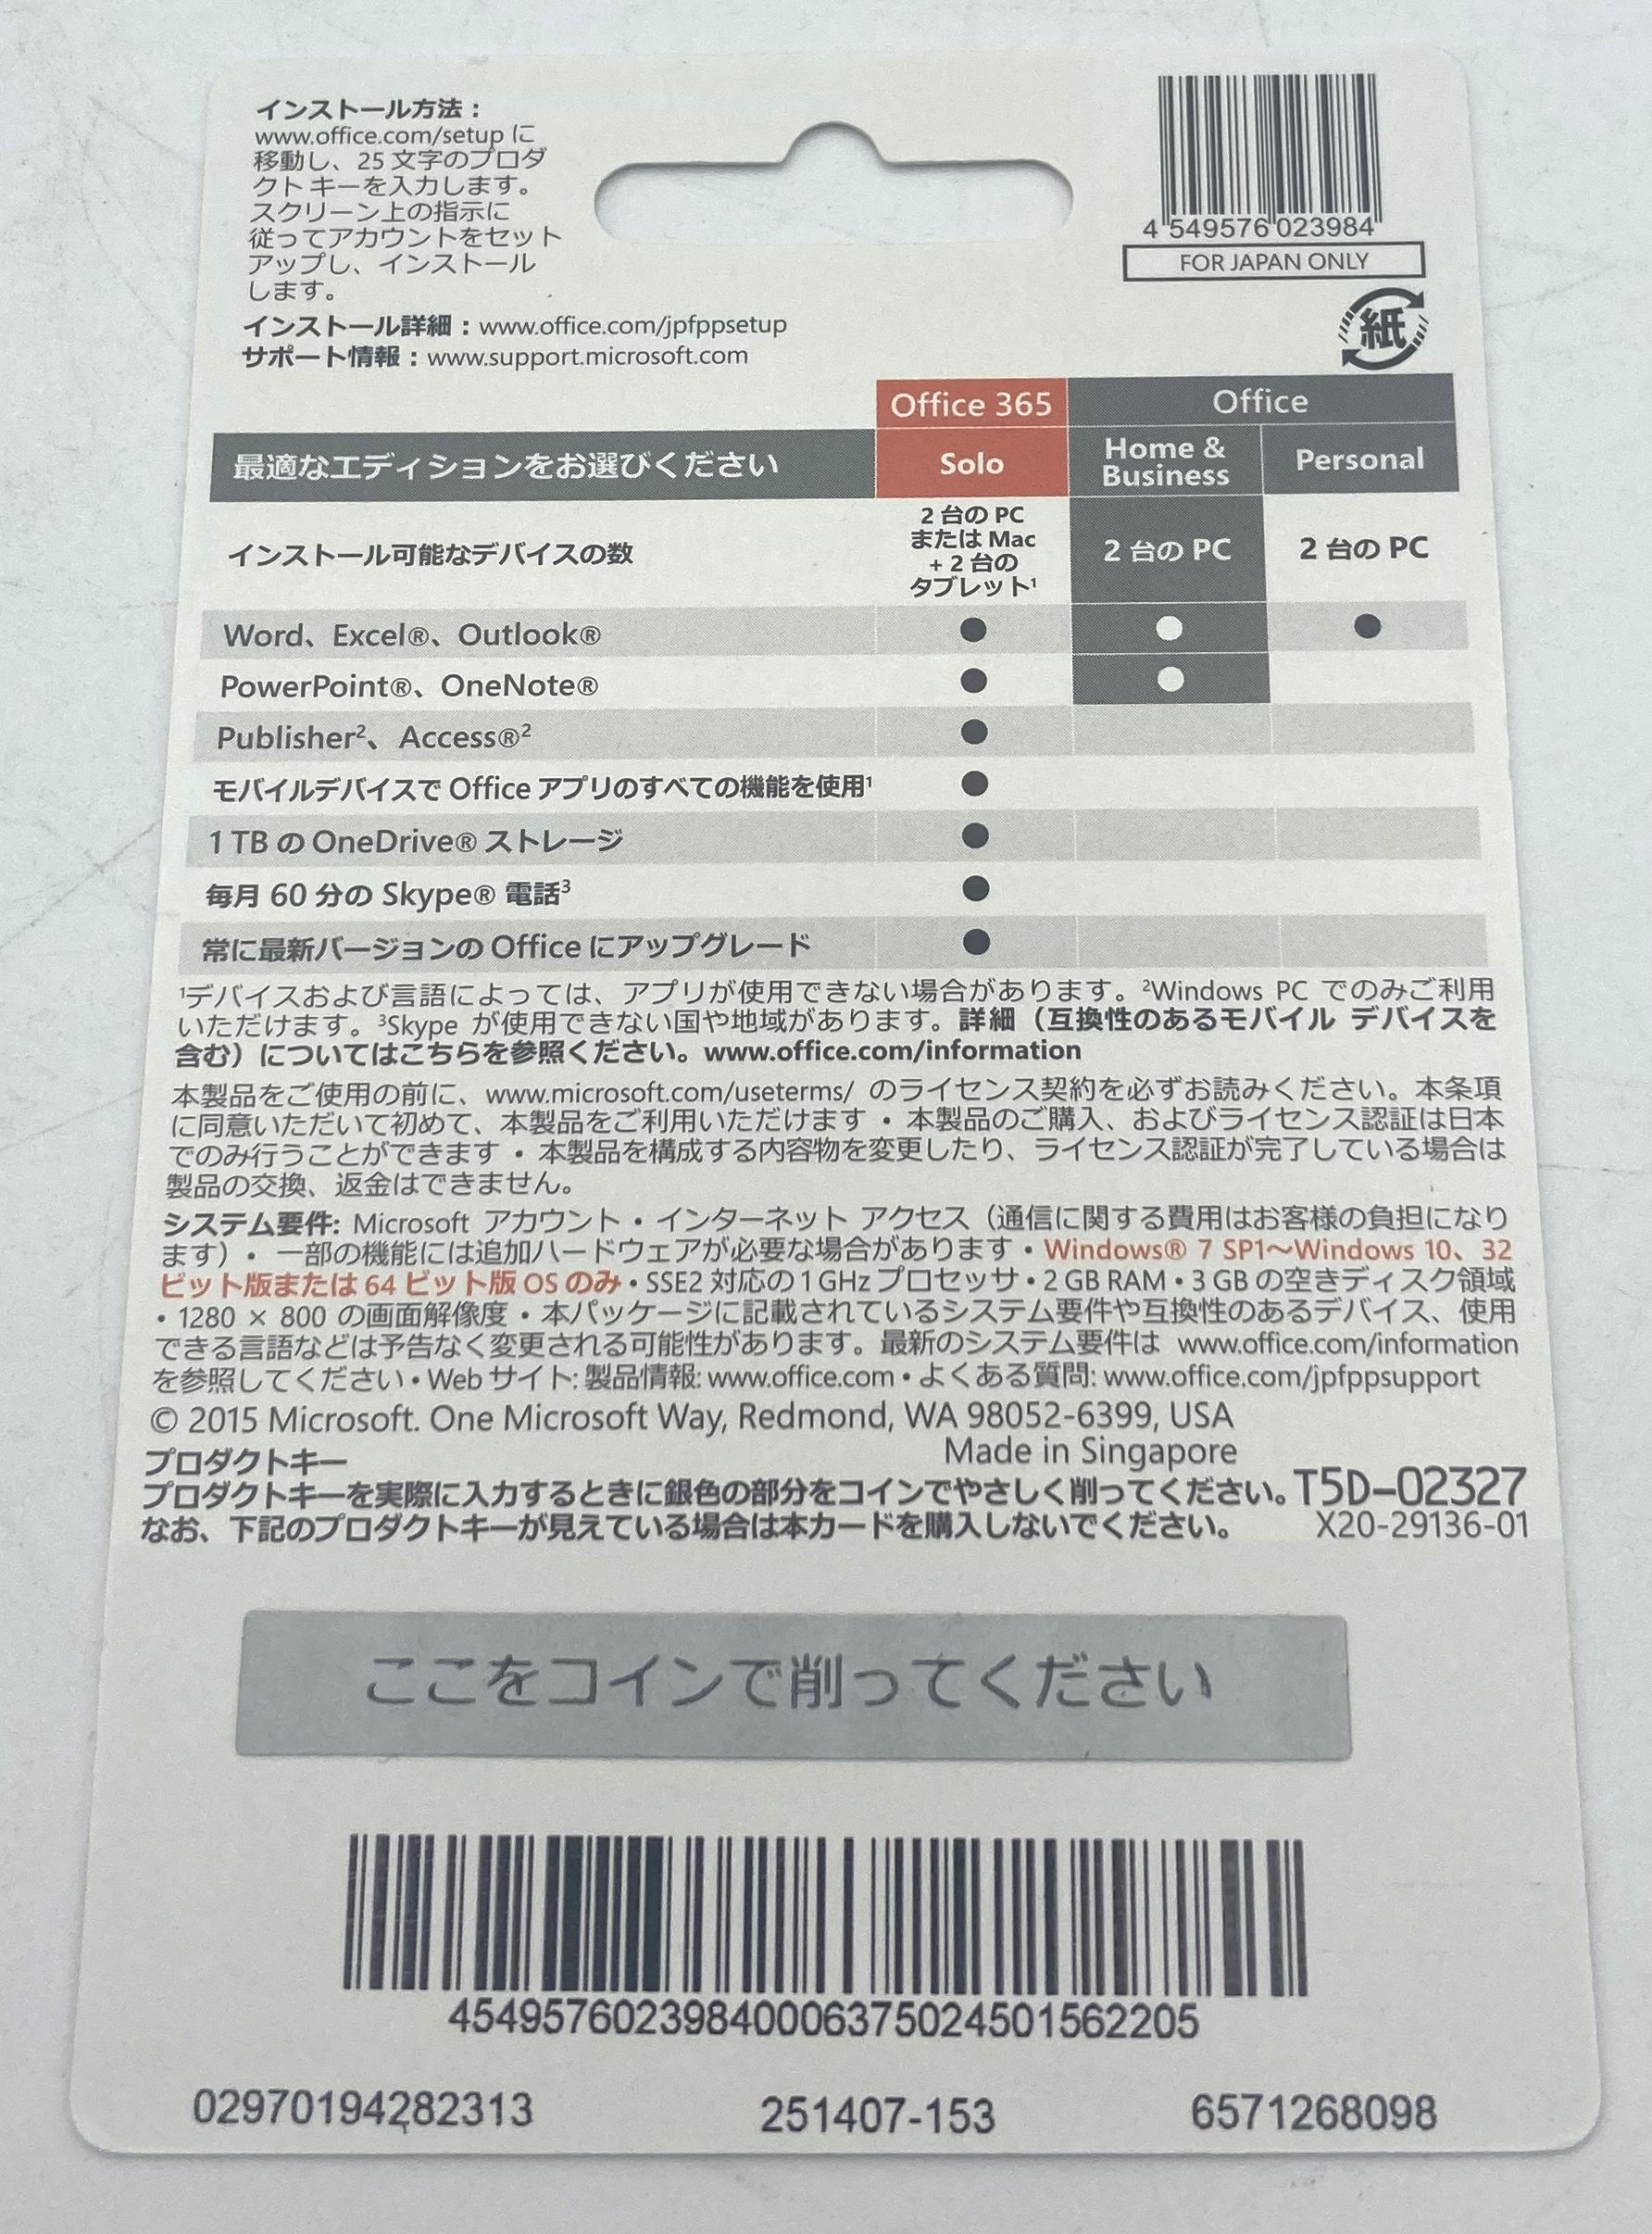 インストール方法：
www.office.com/setup に
移動し、25 文字のプロダ
クト キーを入力します。
スクリーン上の指示に
従ってアカウントをセット
アップし、インストール
します。
インストール詳細：www.office.com/jpfppsetup
サポート情報：www.support.microsoft.com
4 549576 023984
FOR JAPAN ONLY
紙
Office 365 Office
最適なエディションをお選びください Solo Home & Business Personal
インストール可能なデバイスの数 2 台の PC または Mac + 2 台の タブレット¹ 2 台の PC 2 台の PC
Word、Excel®、Outlook® ● ● ●
PowerPoint®、OneNote® ● ●
Publisher²、Access®² ●
モバイルデバイスで Office アプリのすべての機能を使用¹ ●
1 TB の OneDrive® ストレージ ●
毎月 60 分の Skype® 電話³ ●
常に最新バージョンの Office にアップグレード ●
¹デバイスおよび言語によっては、アプリが使用できない場合があります。²Windows PC でのみご利用
いただけます。³Skype が使用できない国や地域があります。詳細（互換性のあるモバイル デバイスを
含む）についてはこちらを参照ください。www.office.com/information
本製品をご使用の前に、www.microsoft.com/useterms/ のライセンス契約を必ずお読みください。本条項
に同意いただいて初めて、本製品をご利用いただけます • 本製品のご購入、およびライセンス認証は日本
でのみ行うことができます • 本製品を構成する内容物を変更したり、ライセンス認証が完了している場合は
製品の交換、返金はできません。
システム要件: Microsoft アカウント • インターネット アクセス（通信に関する費用はお客様の負担になり
ます）• 一部の機能には追加ハードウェアが必要な場合があります • Windows® 7 SP1～Windows 10、32
ビット版または 64 ビット版 OS のみ • SSE2 対応の 1 GHz プロセッサ • 2 GB RAM • 3 GB の空きディスク領域
• 1280 × 800 の画面解像度 • 本パッケージに記載されているシステム要件や互換性のあるデバイス、使用
できる言語などは予告なく変更される可能性があります。最新のシステム要件は www.office.com/information
を参照してください • Web サイト: 製品情報: www.office.com • よくある質問: www.office.com/jpfppsupport
© 2015 Microsoft. One Microsoft Way, Redmond, WA 98052-6399, USA
Made in Singapore
プロダクトキー
プロダクトキーを実際に入力するときに銀色の部分をコインでやさしく削ってください。 T5D-02327
なお、下記のプロダクトキーが見えている場合は本カードを購入しないでください。 X20-29136-01
ここをコインで削ってください
4549576023984000637502450156​2205
02970194282313 251407-153 6571268098